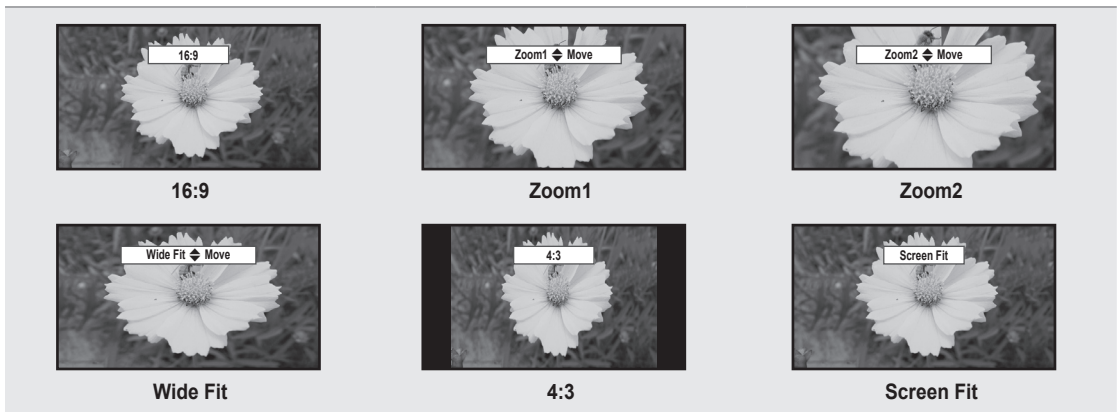 16:9
Zoom1 Move
Zoom2 Move
16:9
Zoom1
Zoom2
Wide Fit Move
4:3
Screen Fit
Wide Fit
4:3
Screen Fit